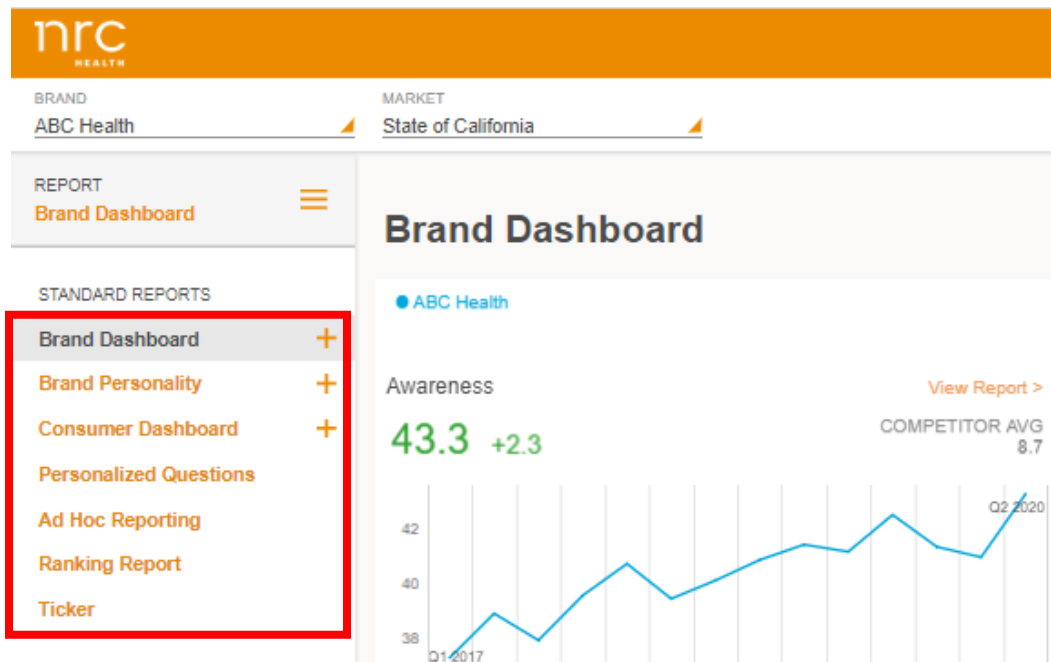 nrc
HEALTH
BRAND
ABC Health
MARKET
State of California
REPORT
Brand Dashboard
Brand Dashboard
STANDARD REPORTS
Brand Dashboard +
Brand Personality +
Consumer Dashboard +
Personalized Questions
Ad Hoc Reporting
Ranking Report
Ticker
ABC Health
Awareness
View Report >
43.3 +2.3
COMPETITOR AVG
8.7
Q2 2020
42
40
38
Q1 2017